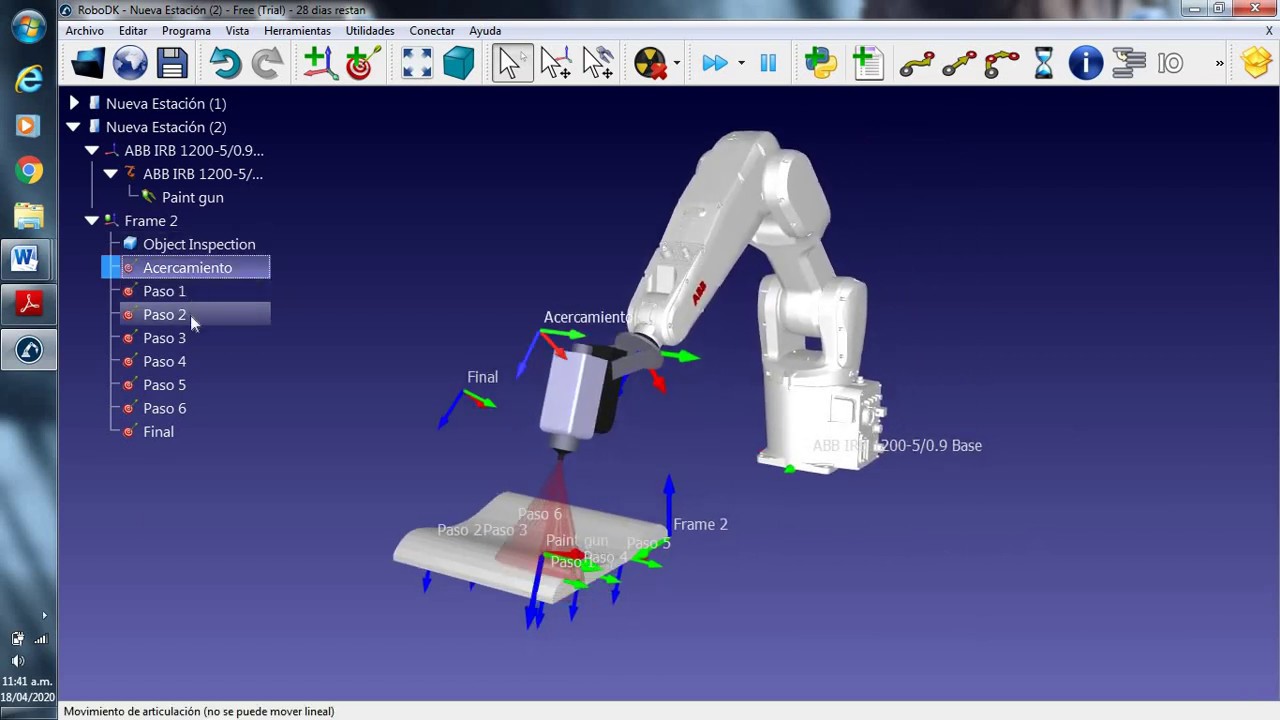 RoboDK - Nueva Estación (2) - Free (Trial) - 28 dias restan
Archivo Editar Programa Vista Herramientas Utilidades Conectar Ayuda X
IO »
Nueva Estación (1)
Nueva Estación (2)
ABB IRB 1200-5/0.9...
ABB IRB 1200-5/...
Paint gun
Frame 2
Object Inspection
Acercamiento
Paso 1
Paso 2
Paso 3
Paso 4
Paso 5
Paso 6
Final
ABB
Acercamiento
Final
ABB IRB 1200-5/0.9 Base
Paso 6
Paso 2 Paso 3
Frame 2
Paint gun
Paso 5
Paso 1 Paso 4
11:41 a.m.
18/04/2020
Movimiento de articulación (no se puede mover lineal)